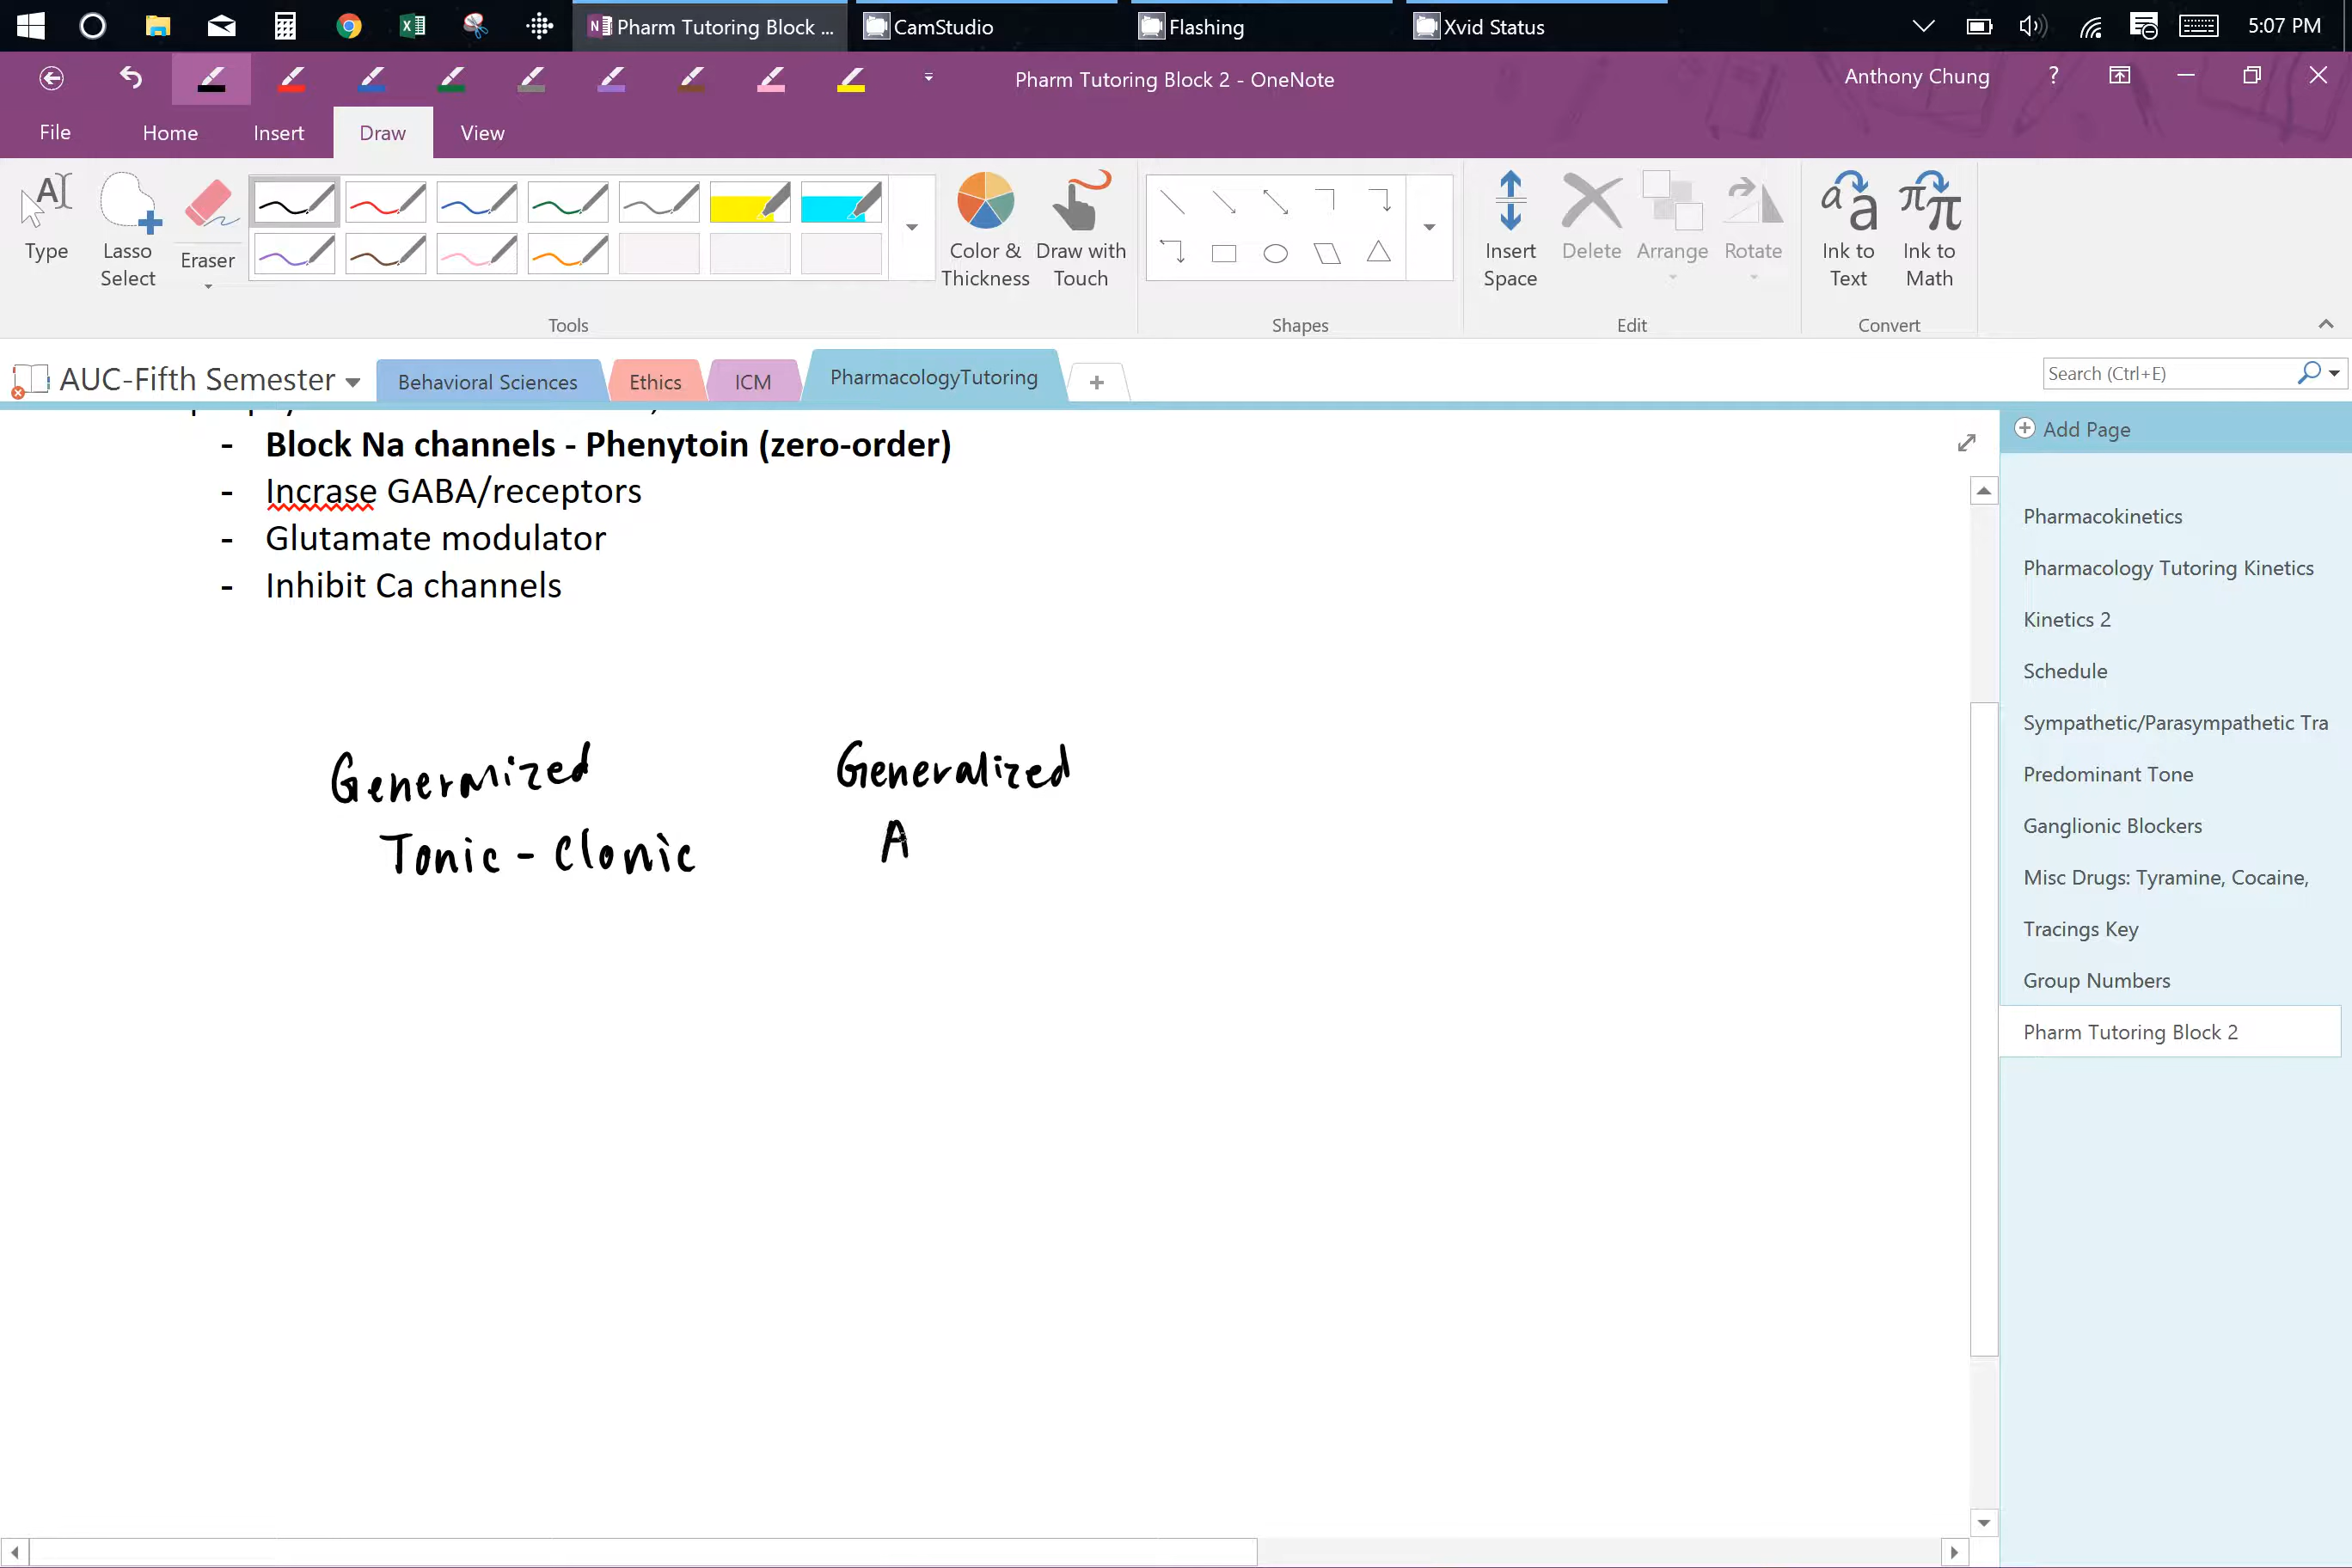 Pharm Tutoring Block ... CamStudio Flashing Xvid Status 5:07 PM
Pharm Tutoring Block 2 - OneNote Anthony Chung ?
File Home Insert Draw View
Type Lasso Select Eraser Color & Thickness Draw with Touch Insert Space Delete Arrange Rotate Ink to Text Ink to Math
Tools Shapes Edit Convert
AUC-Fifth Semester Behavioral Sciences Ethics ICM PharmacologyTutoring + Search (Ctrl+E)
- Block Na channels - Phenytoin (zero-order)
- Incrase GABA/receptors
- Glutamate modulator
- Inhibit Ca channels
Generalized Generalized
Tonic - Clonic A
Add Page
Pharmacokinetics
Pharmacology Tutoring Kinetics
Kinetics 2
Schedule
Sympathetic/Parasympathetic Tra
Predominant Tone
Ganglionic Blockers
Misc Drugs: Tyramine, Cocaine,
Tracings Key
Group Numbers
Pharm Tutoring Block 2